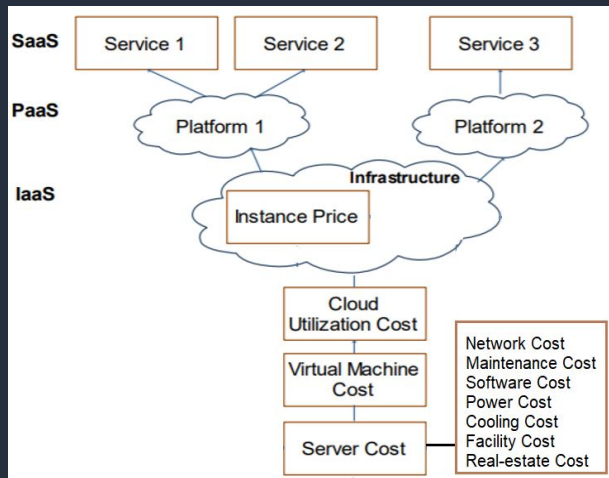 SaaS
Service 1
Service 2
Service 3
PaaS
Platform 1
Platform 2
IaaS
Infrastructure
Instance Price
Cloud
Utilization Cost
Virtual Machine
Cost
Server Cost
Network Cost
Maintenance Cost
Software Cost
Power Cost
Cooling Cost
Facility Cost
Real-estate Cost